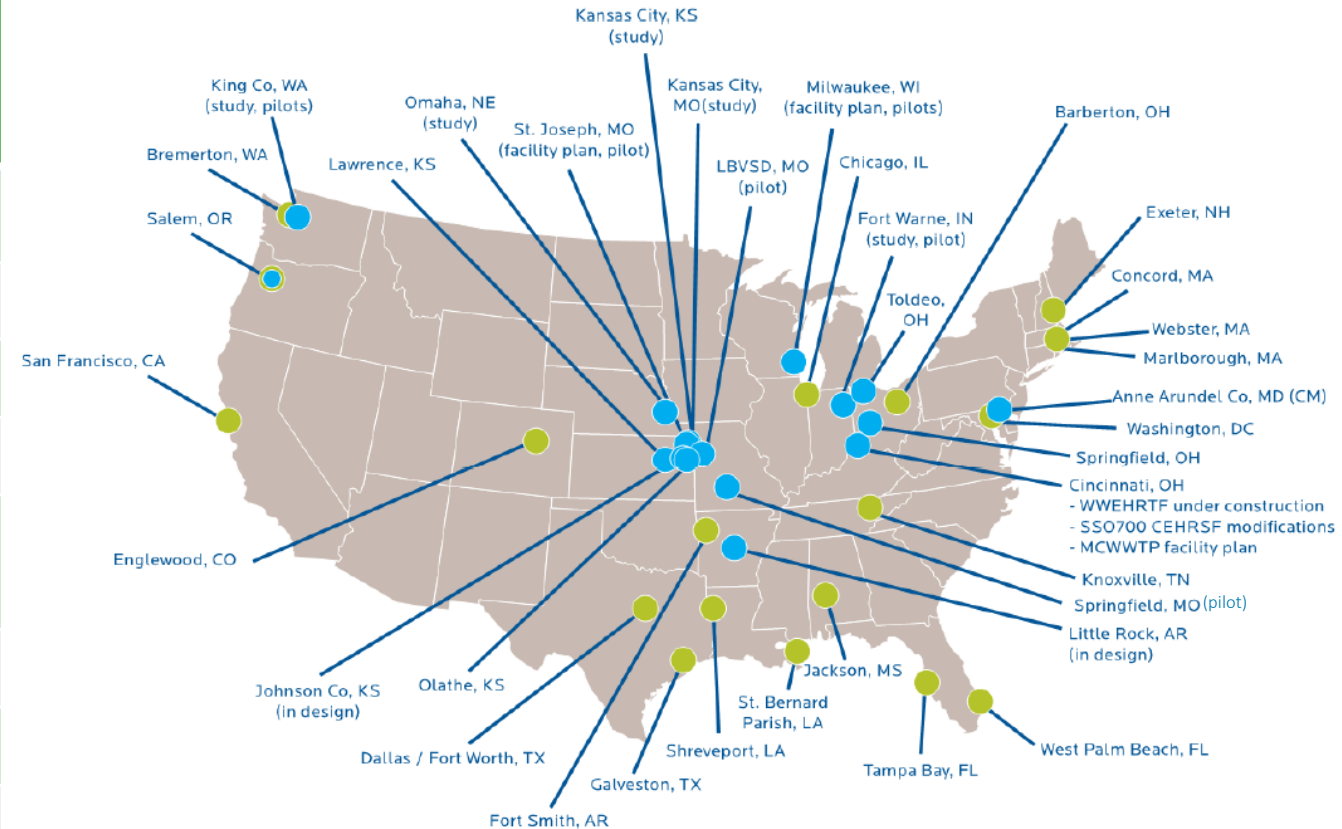 Kansas City, KS
(study)
King Co, WA
(study, pilots)
Omaha, NE
(study)
Kansas City,
MO(study)
Milwaukee, WI
(facility plan, pilots)
Barberton, OH
St. Joseph, MO
(facility plan, pilot)
Bremerton, WA
Lawrence, KS
LBVSD, MO
(pilot)
Chicago, IL
Salem, OR
Fort Warne, IN
(study, pilot)
Exeter, NH
Concord, MA
Toldeo,
OH
Webster, MA
Marlborough, MA
San Francisco, CA
Anne Arundel Co, MD (CM)
Washington, DC
Springfield, OH
Cincinnati, OH
- WWEHRTF under construction
- SSO700 CEHRSF modifications
- MCWWTP facility plan
Englewood, CO
Knoxville, TN
Springfield, MO (pilot)
Little Rock, AR
(in design)
Jackson, MS
Johnson Co, KS
(in design)
Olathe, KS
St. Bernard
Parish, LA
Shreveport, LA
West Palm Beach, FL
Dallas / Fort Worth, TX
Tampa Bay, FL
Galveston, TX
Fort Smith, AR